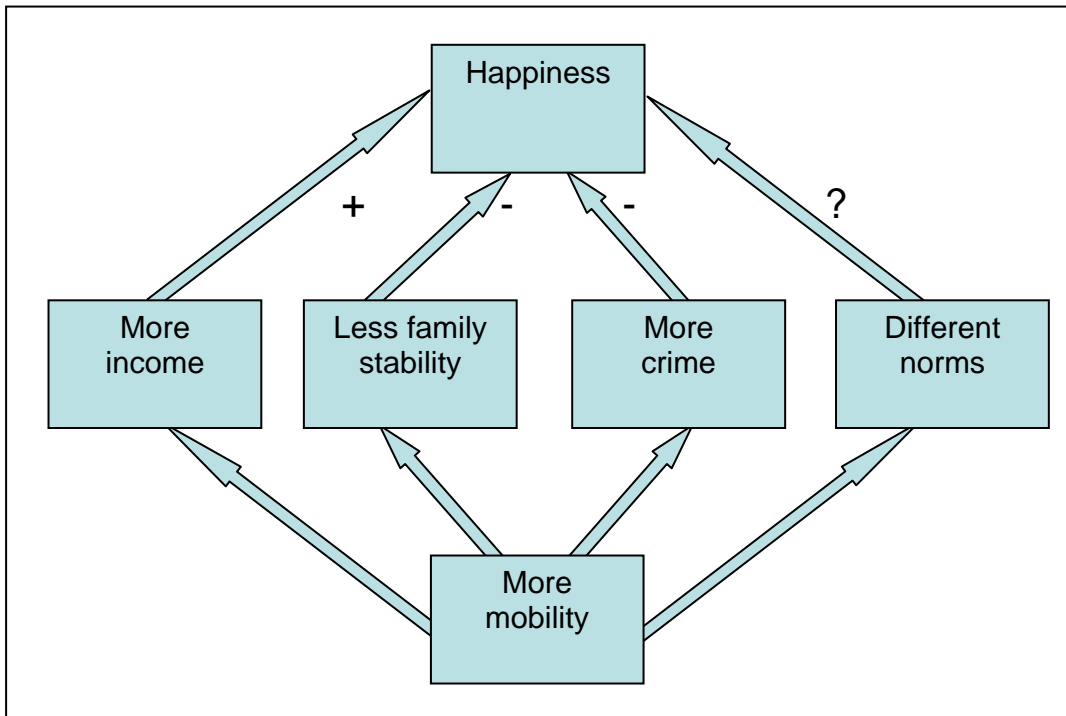 Happiness
+
-
-
?
More
income
Less family
stability
More
crime
Different
norms
More
mobility